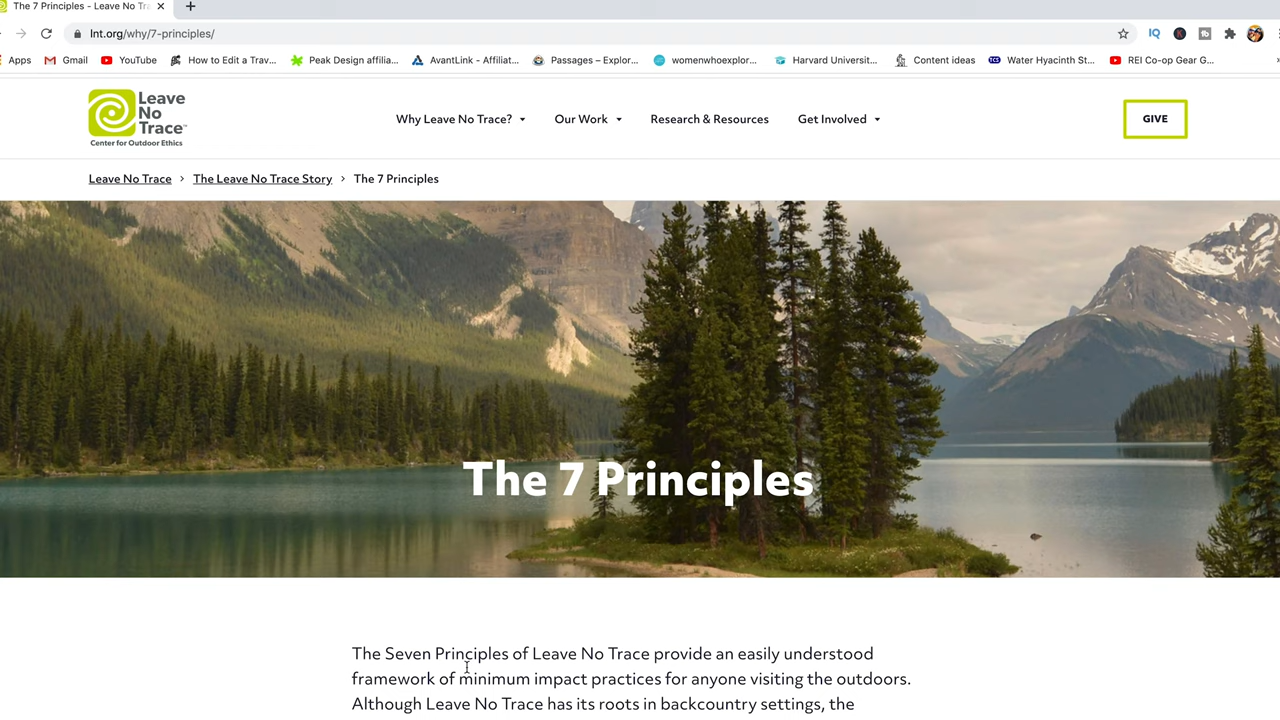 The 7 Principles - Leave No Tr
lnt.org/why/7-principles/
IQ
Apps
Gmail
YouTube
How to Edit a Trav...
Peak Design affilia...
AvantLink - Affiliat...
Passages – Explor...
womenwhoexplor...
Harvard Universit...
Content ideas
Water Hyacinth St...
REI Co-op Gear G...
Leave
No
Trace™
Center for Outdoor Ethics
Why Leave No Trace?
Our Work
Research & Resources
Get Involved
GIVE
Leave No Trace > The Leave No Trace Story > The 7 Principles
The 7 Principles
The Seven Principles of Leave No Trace provide an easily understood
framework of minimum impact practices for anyone visiting the outdoors.
Although Leave No Trace has its roots in backcountry settings, the